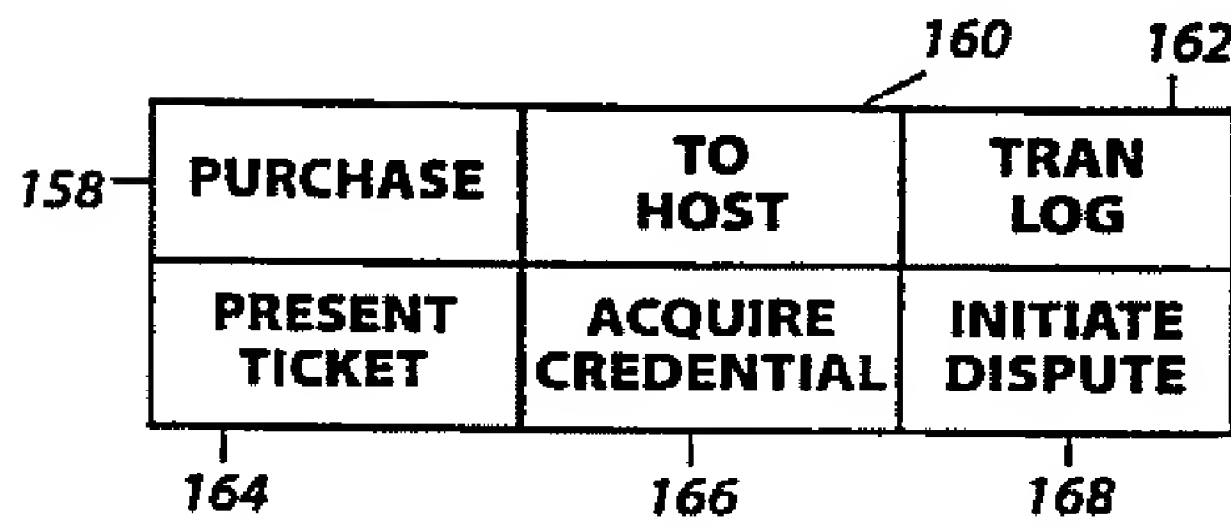 160
162
158
PURCHASE
TO
HOST
TRAN
LOG
PRESENT
TICKET
ACQUIRE
CREDENTIAL
INITIATE
DISPUTE
164
166
168